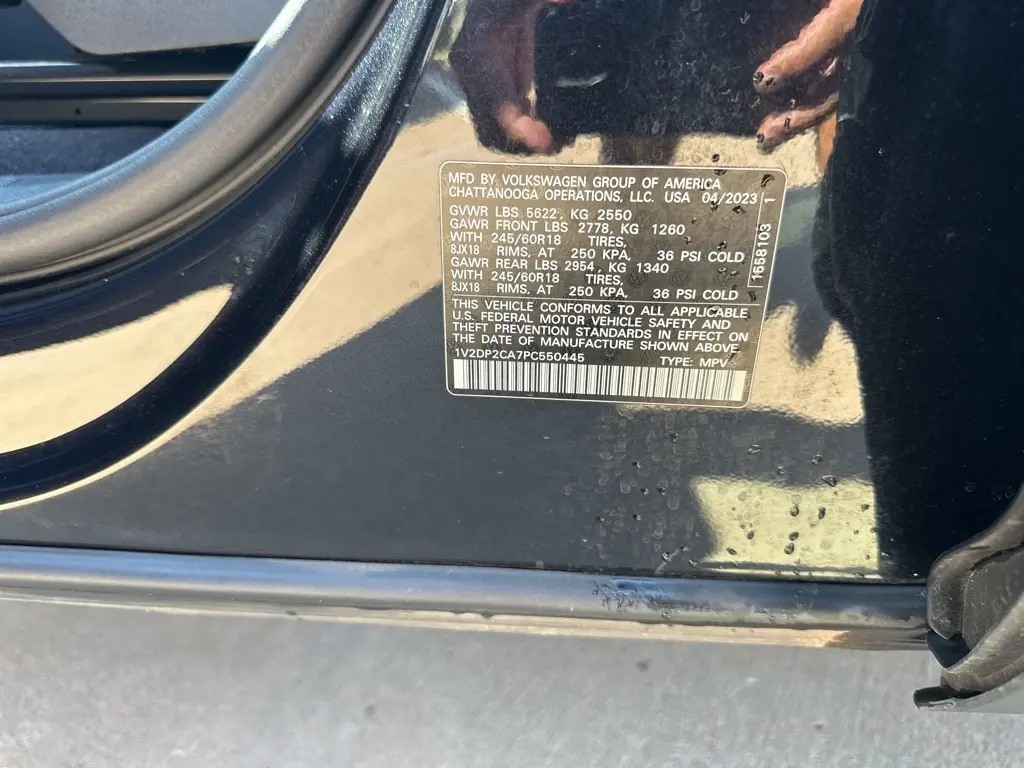 MFD BY VOLKSWAGEN GROUP OF AMERICA
CHATTANOOGA OPERATIONS, LLC. USA 04/2023
GVWR LBS 5622, KG 2550
GAWR FRONT LBS 2778, KG 1260
WITH 245/60R18 TIRES,
8JX18 RIMS, AT 250 KPA, 36 PSI COLD
GAWR REAR LBS 2954, KG 1340
WITH 245/60R18 TIRES,
8JX18 RIMS, AT 250 KPA, 36 PSI COLD
THIS VEHICLE CONFORMS TO ALL APPLICABLE
U.S. FEDERAL MOTOR VEHICLE SAFETY AND
THEFT PREVENTION STANDARDS IN EFFECT ON
THE DATE OF MANUFACTURE SHOWN ABOVE.
1V2DP2CA7PC550445 TYPE: MPV
1658103 1